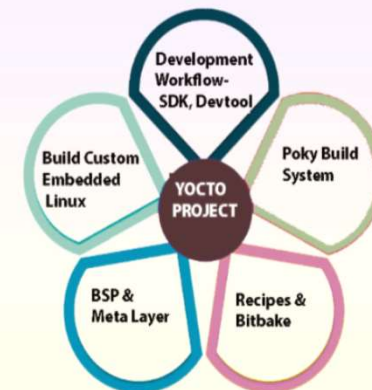 Development
Workflow-
SDK, Devtool
Poky Build
System
Recipes &
Bitbake
BSP &
Meta Layer
Build Custom
Embedded
Linux
YOCTO
PROJECT